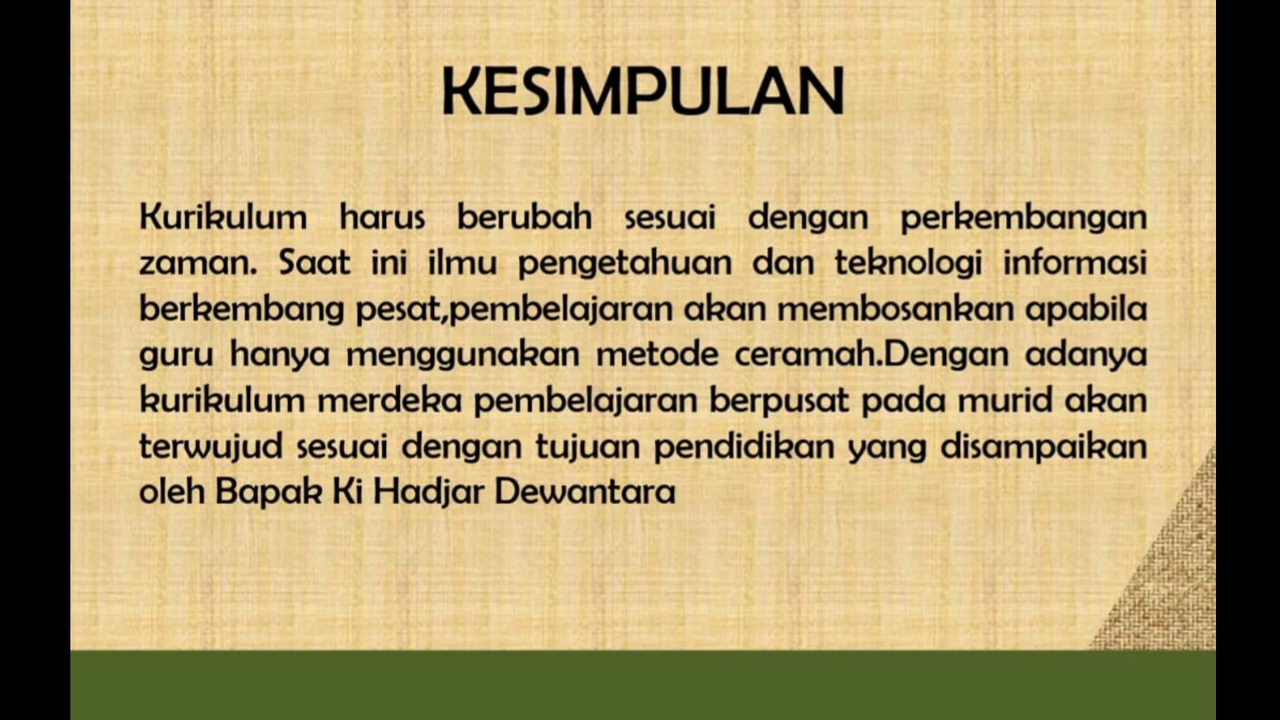 KESIMPULAN
Kurikulum harus berubah sesuai dengan perkembangan
zaman. Saat ini ilmu pengetahuan dan teknologi informasi
berkembang pesat,pembelajaran akan membosankan apabila
guru hanya menggunakan metode ceramah.Dengan adanya
kurikulum merdeka pembelajaran berpusat pada murid akan
terwujud sesuai dengan tujuan pendidikan yang disampaikan
oleh Bapak Ki Hadjar Dewantara